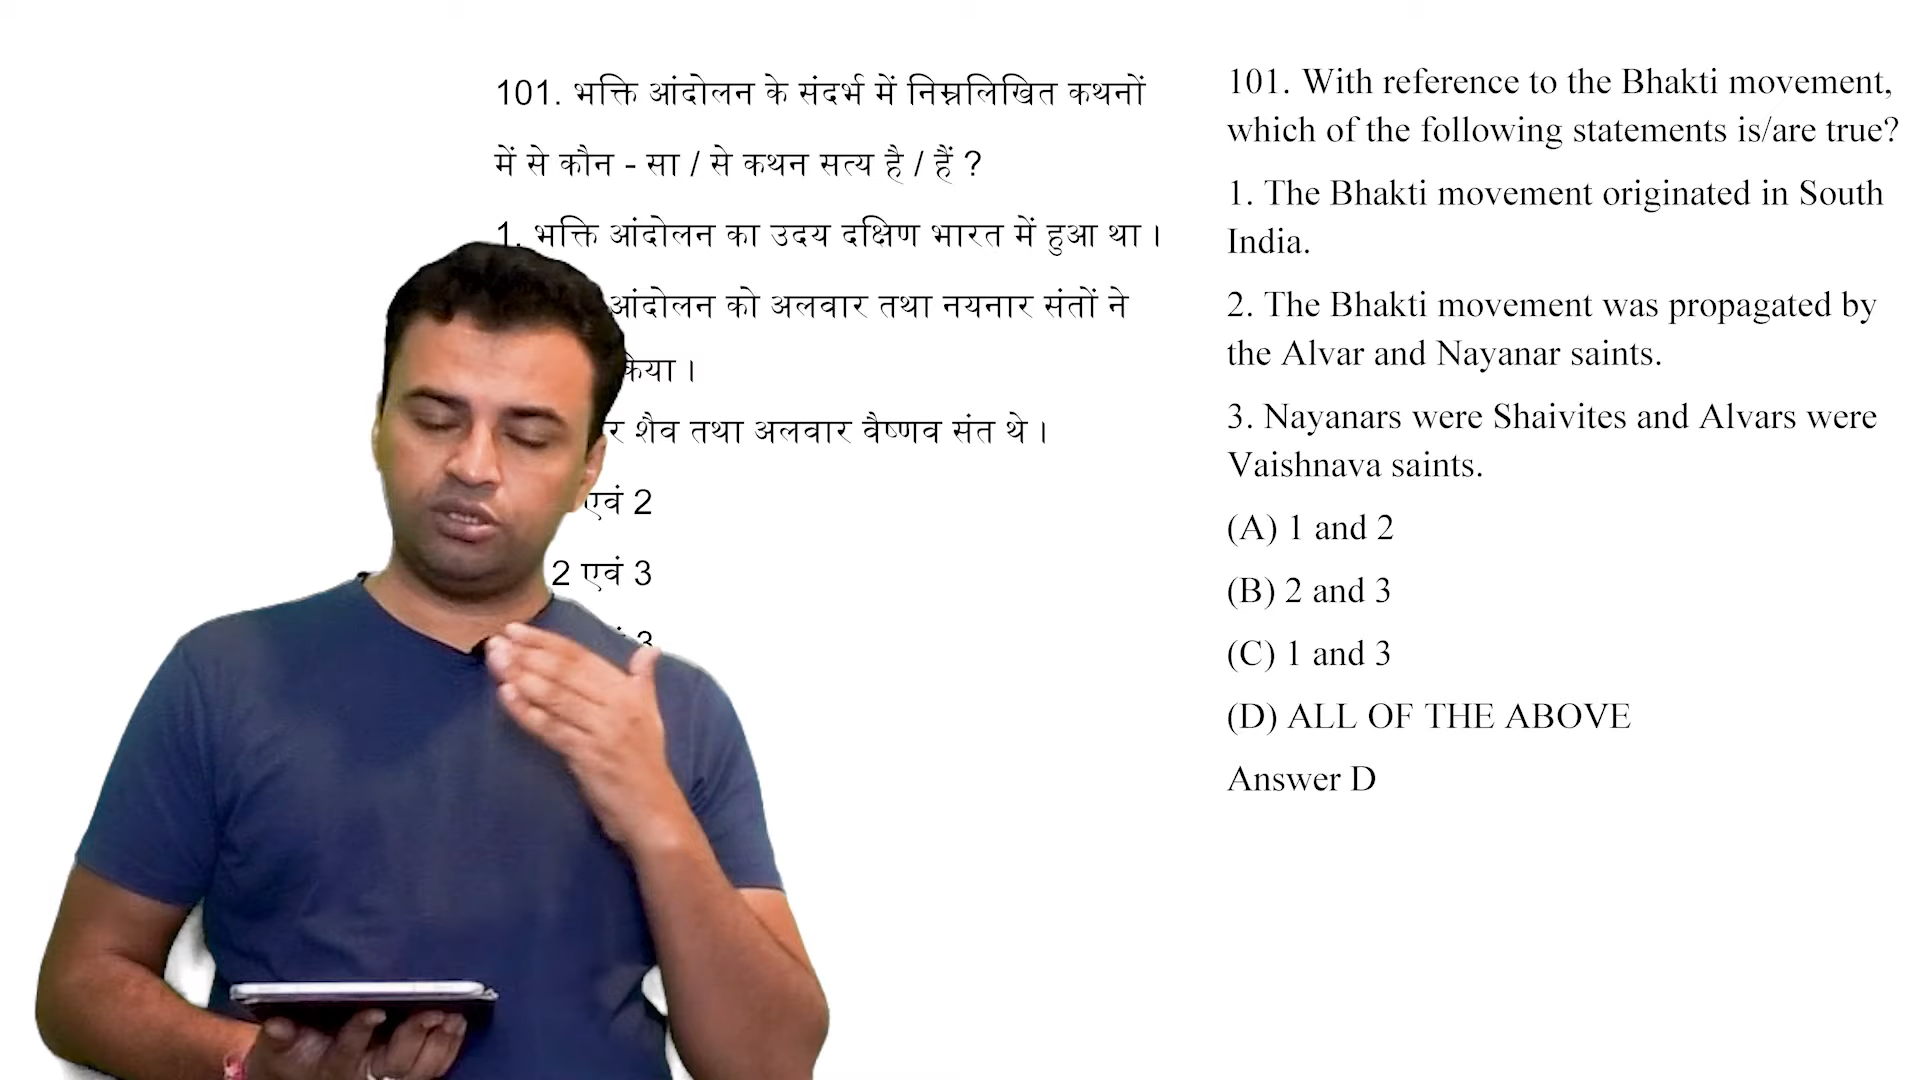 101. भक्ति आंदोलन के संदर्भ में निम्नलिखित कथनों
में से कौन - सा / से कथन सत्य है / हैं ?
1. भक्ति आंदोलन का उदय दक्षिण भारत में हुआ था ।
आंदोलन को अलवार तथा नयनार संतों ने
शैव तथा अलवार वैष्णव संत थे ।
एवं 2
2 एवं 3
3
101. With reference to the Bhakti movement,
which of the following statements is/are true?
1. The Bhakti movement originated in South
India.
2. The Bhakti movement was propagated by
the Alvar and Nayanar saints.
3. Nayanars were Shaivites and Alvars were
Vaishnava saints.
(A) 1 and 2
(B) 2 and 3
(C) 1 and 3
(D) ALL OF THE ABOVE
Answer D